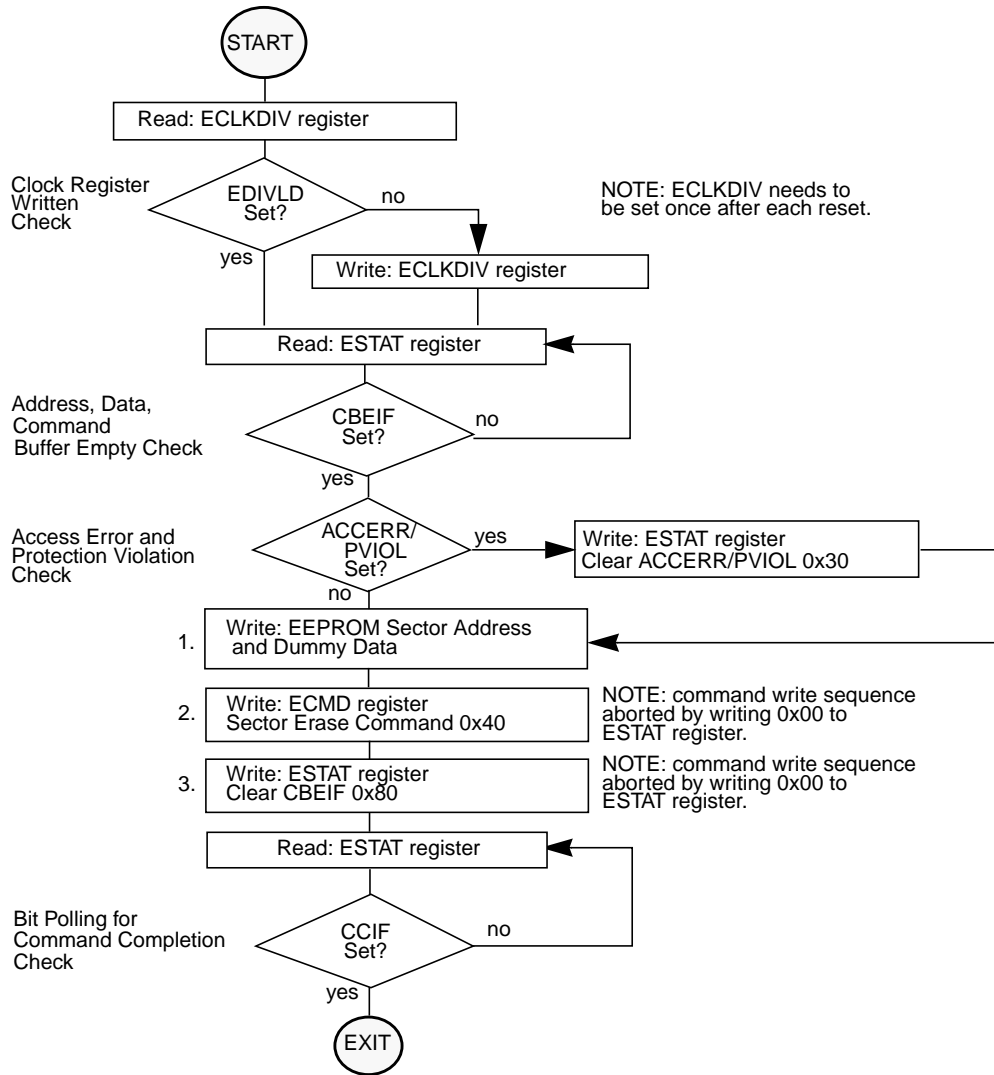 START
Read: ECLKDIV register
Clock Register
Written
Check
EDIVLD
Set?
no
yes
NOTE: ECLKDIV needs to
be set once after each reset.
Write: ECLKDIV register
Read: ESTAT register
Address, Data,
Command
Buffer Empty Check
CBEIF
Set?
no
yes
Access Error and
Protection Violation
Check
ACCERR/
PVIOL
Set?
yes
no
Write: ESTAT register
Clear ACCERR/PVIOL 0x30
1.
Write: EEPROM Sector Address
and Dummy Data
2.
Write: ECMD register
Sector Erase Command 0x40
NOTE: command write sequence
aborted by writing 0x00 to
ESTAT register.
3.
Write: ESTAT register
Clear CBEIF 0x80
NOTE: command write sequence
aborted by writing 0x00 to
ESTAT register.
Read: ESTAT register
Bit Polling for
Command Completion
Check
CCIF
Set?
no
yes
EXIT